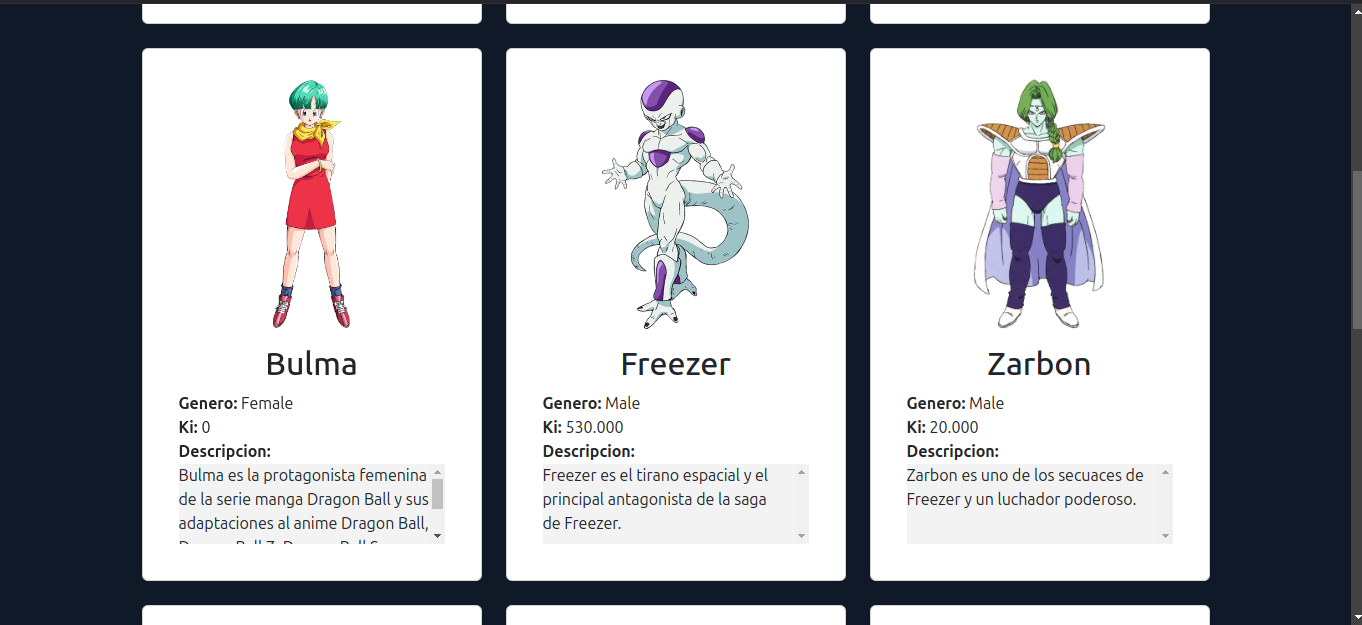 Bulma
Genero: Female
Ki: 0
Descripcion:
Bulma es la protagonista femenina
de la serie manga Dragon Ball y sus
adaptaciones al anime Dragon Ball,
Freezer
Genero: Male
Ki: 530.000
Descripcion:
Freezer es el tirano espacial y el
principal antagonista de la saga
de Freezer.
Zarbon
Genero: Male
Ki: 20.000
Descripcion:
Zarbon es uno de los secuaces de
Freezer y un luchador poderoso.